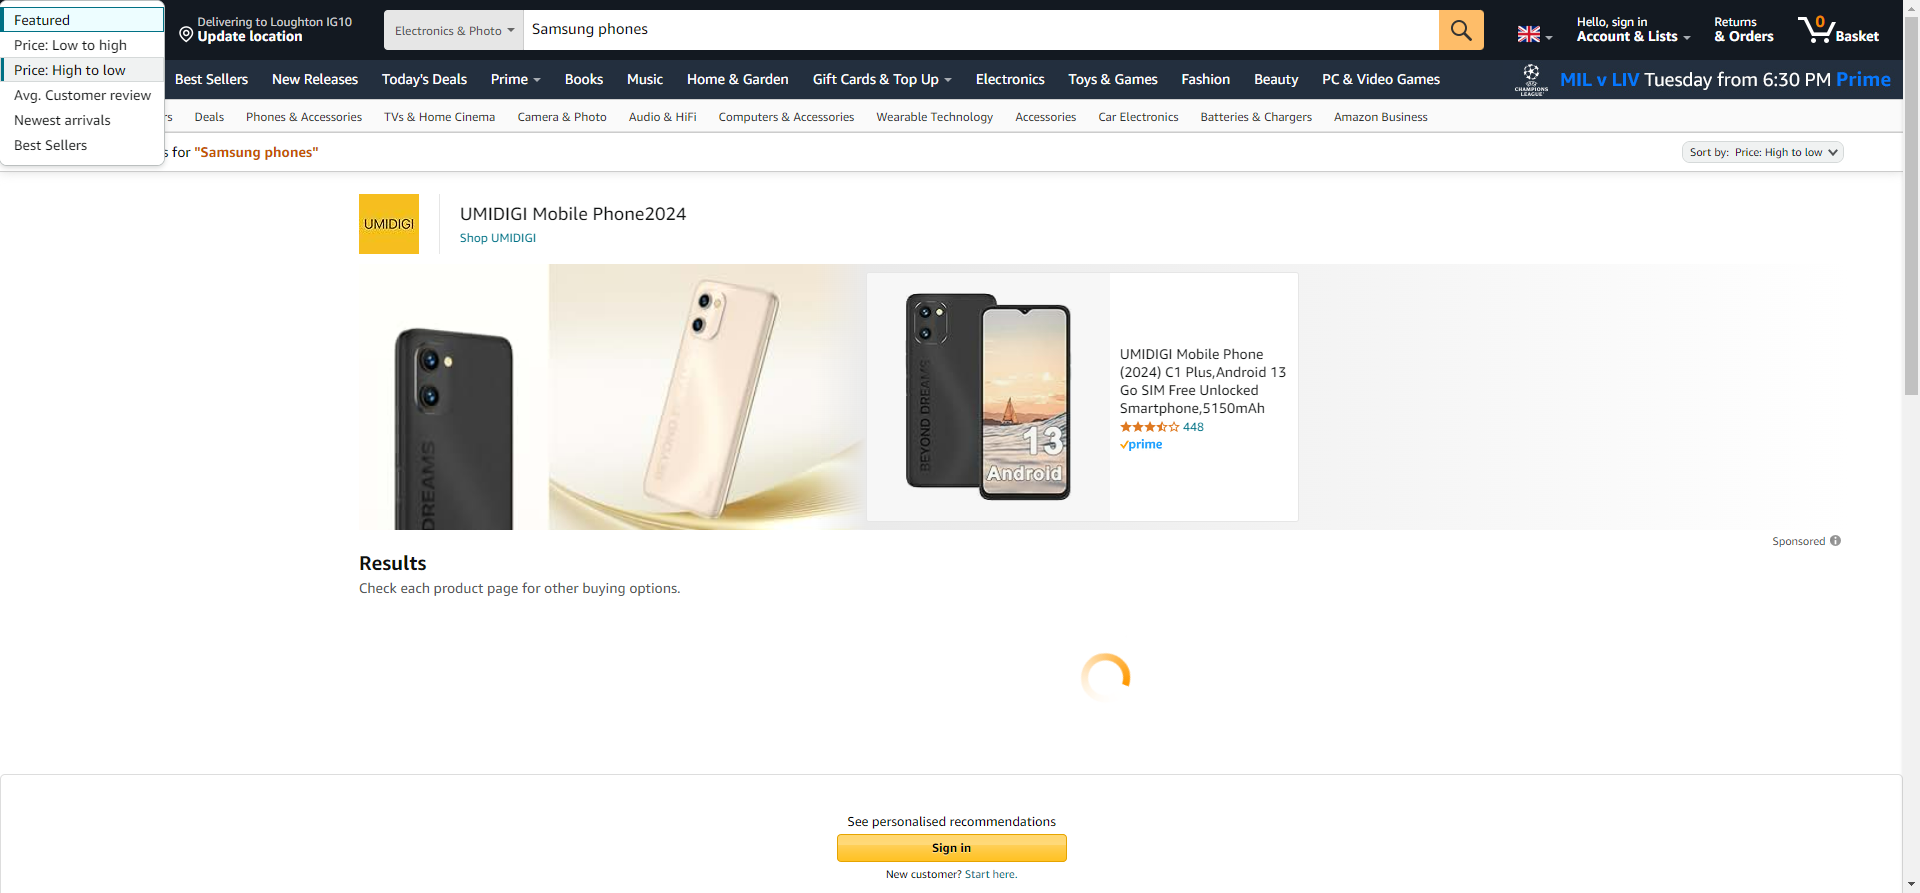 Featured
Price: Low to high
Price: High to low
Avg. Customer review
Newest arrivals
Best Sellers
Delivering to Loughton IG10
Update location
Electronics & Photo
Samsung phones
Hello, sign in
Account & Lists
Returns
& Orders
0
Basket
Best Sellers
New Releases
Today's Deals
Prime
Books
Music
Home & Garden
Gift Cards & Top Up
Electronics
Toys & Games
Fashion
Beauty
PC & Video Games
CHAMPIONS
LEAGUE
MIL v LIV Tuesday from 6:30 PM Prime
rs
Deals
Phones & Accessories
TVs & Home Cinema
Camera & Photo
Audio & HiFi
Computers & Accessories
Wearable Technology
Accessories
Car Electronics
Batteries & Chargers
Amazon Business
s for "Samsung phones"
Sort by: Price: High to low
UMIDIGI
UMIDIGI Mobile Phone2024
Shop UMIDIGI
DREAMS
BEYOND DREAMS
BEYOND DREAMS
13
Android
UMIDIGI Mobile Phone
(2024) C1 Plus,Android 13
Go SIM Free Unlocked
Smartphone,5150mAh
448
prime
Sponsored
Results
Check each product page for other buying options.
See personalised recommendations
Sign in
New customer? Start here.